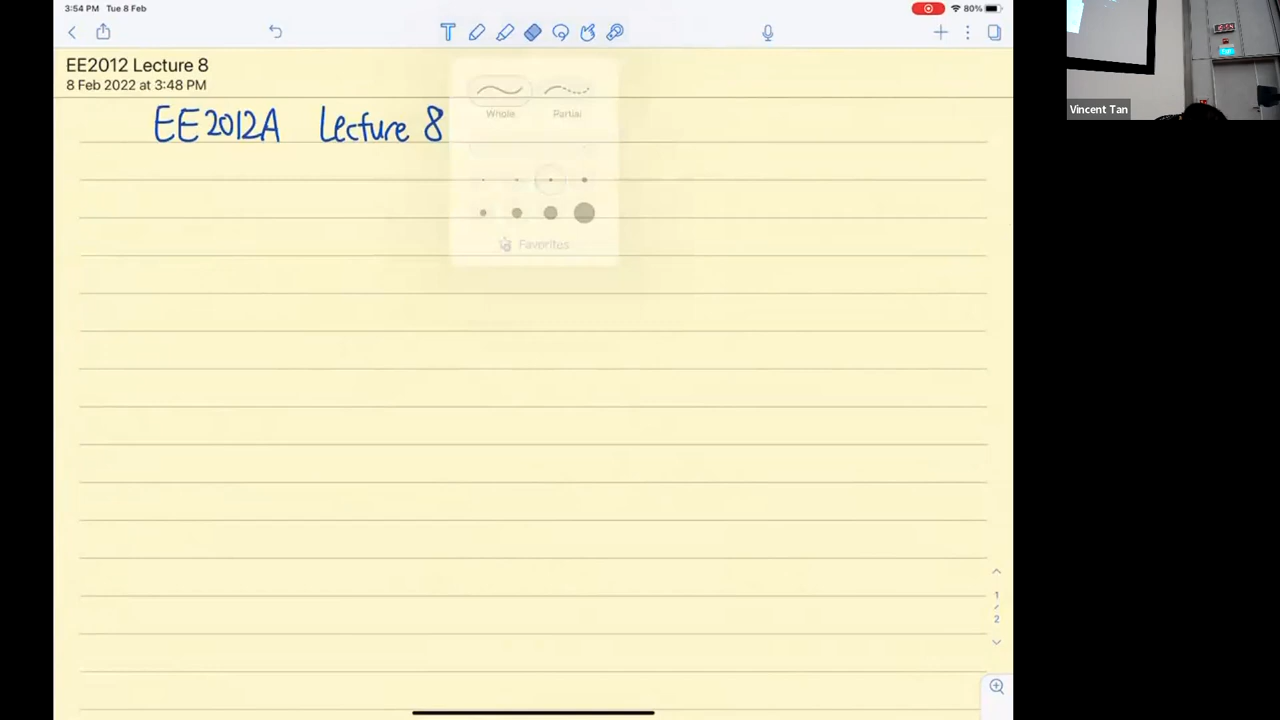 3:54 PM Tue 8 Feb
80%
EE2012 Lecture 8
8 Feb 2022 at 3:48 PM
EE2012A Lecture 8
Whole Partial
Favorites
1
2
Vincent Tan